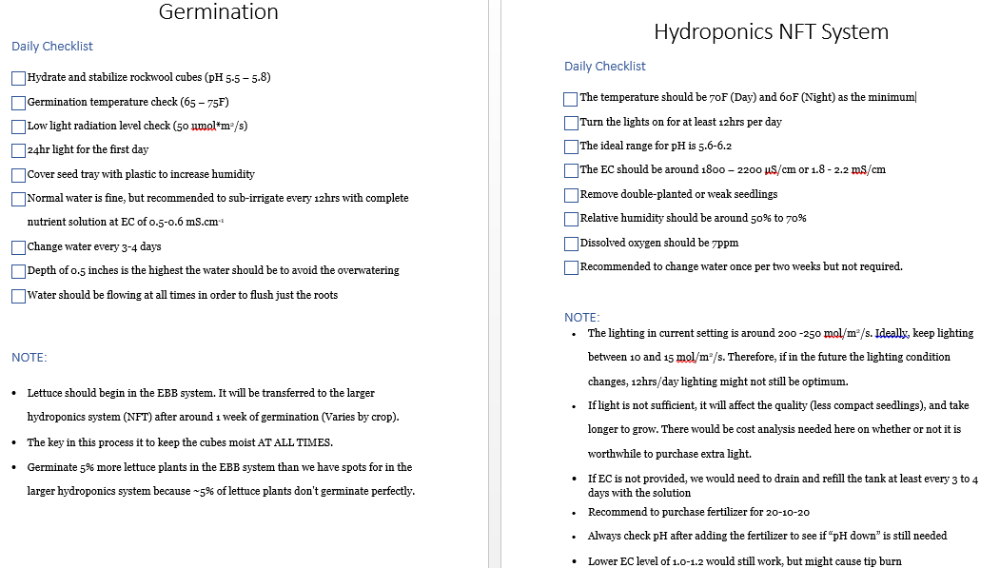 Germination
Daily Checklist
Hydrate and stabilize rockwool cubes (pH 5.5 – 5.8)
Germination temperature check (65 – 75F)
Low light radiation level check (50 umol*m²/s)
24hr light for the first day
Cover seed tray with plastic to increase humidity
Normal water is fine, but recommended to sub-irrigate every 12hrs with complete
nutrient solution at EC of 0.5-0.6 mS.cm⁻¹
Change water every 3-4 days
Depth of 0.5 inches is the highest the water should be to avoid the overwatering
Water should be flowing at all times in order to flush just the roots
NOTE:
• Lettuce should begin in the EBB system. It will be transferred to the larger
hydroponics system (NFT) after around 1 week of germination (Varies by crop).
• The key in this process it to keep the cubes moist AT ALL TIMES.
• Germinate 5% more lettuce plants in the EBB system than we have spots for in the
larger hydroponics system because ~5% of lettuce plants don't germinate perfectly.
Hydroponics NFT System
Daily Checklist
The temperature should be 70F (Day) and 60F (Night) as the minimum
Turn the lights on for at least 12hrs per day
The ideal range for pH is 5.6-6.2
The EC should be around 1800 – 2200 µS/cm or 1.8 - 2.2 mS/cm
Remove double-planted or weak seedlings
Relative humidity should be around 50% to 70%
Dissolved oxygen should be 7ppm
Recommended to change water once per two weeks but not required.
NOTE:
• The lighting in current setting is around 200 -250 mol/m²/s. Ideally, keep lighting
between 10 and 15 mol/m²/s. Therefore, if in the future the lighting condition
changes, 12hrs/day lighting might not still be optimum.
• If light is not sufficient, it will affect the quality (less compact seedlings), and take
longer to grow. There would be cost analysis needed here on whether or not it is
worthwhile to purchase extra light.
• If EC is not provided, we would need to drain and refill the tank at least every 3 to 4
days with the solution
• Recommend to purchase fertilizer for 20-10-20
• Always check pH after adding the fertilizer to see if “pH down” is still needed
• Lower EC level of 1.0-1.2 would still work, but might cause tip burn